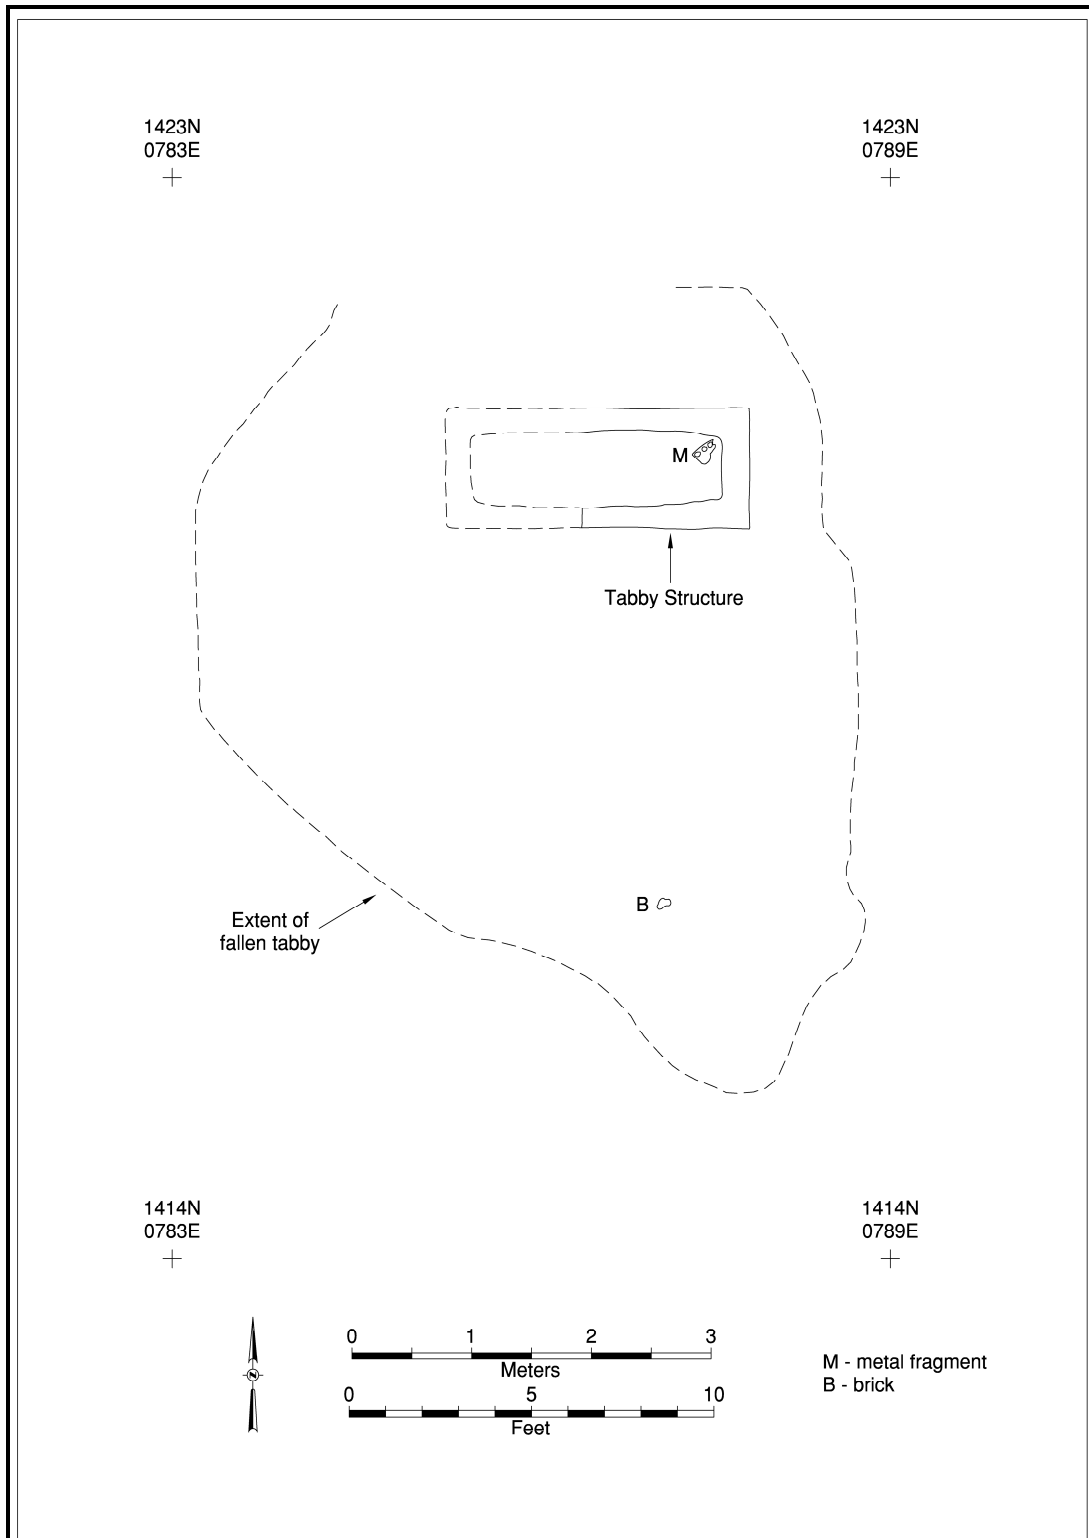 1423N
0783E
1423N
0789E
M
Tabby Structure
B
Extent of
fallen tabby
1414N
0783E
1414N
0789E
N
0 1 2 3
Meters
0 5 10
Feet
M - metal fragment
B - brick